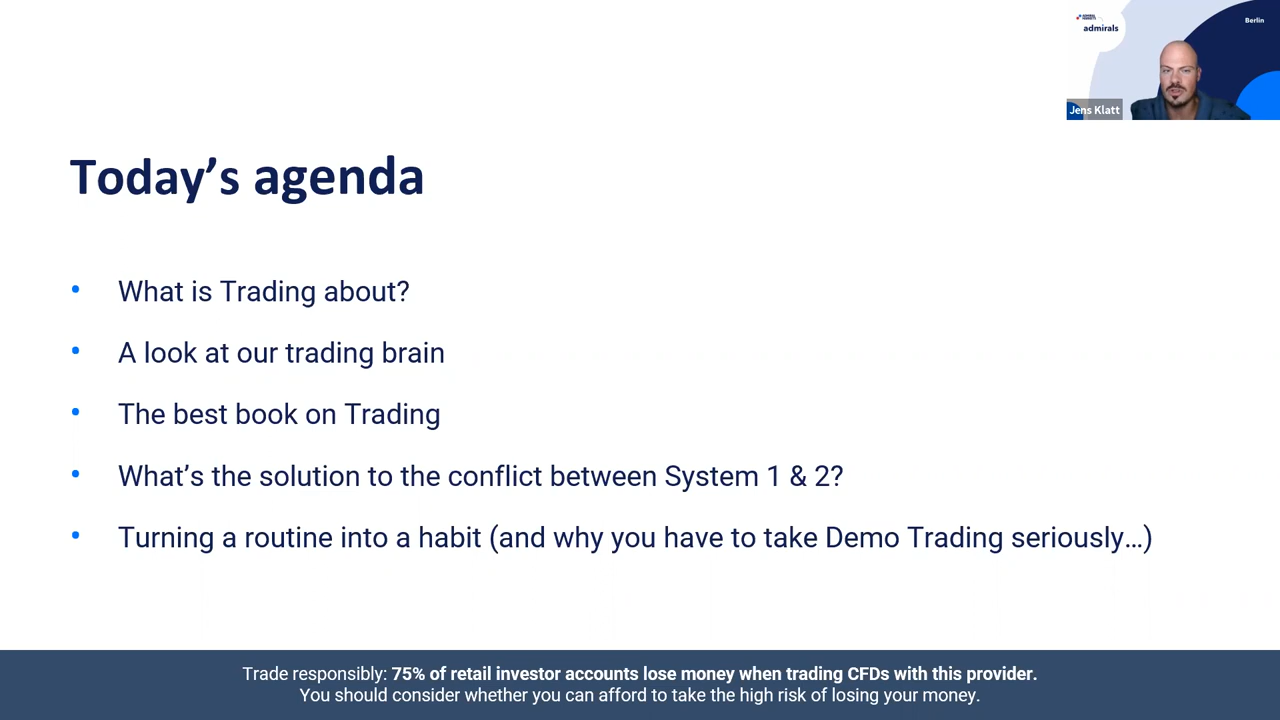 ADMIRAL MARKETS
admirals
Berlin
Jens Klatt
Today’s agenda
• What is Trading about?
• A look at our trading brain
• The best book on Trading
• What’s the solution to the conflict between System 1 & 2?
• Turning a routine into a habit (and why you have to take Demo Trading seriously…)
Trade responsibly: 75% of retail investor accounts lose money when trading CFDs with this provider.
You should consider whether you can afford to take the high risk of losing your money.